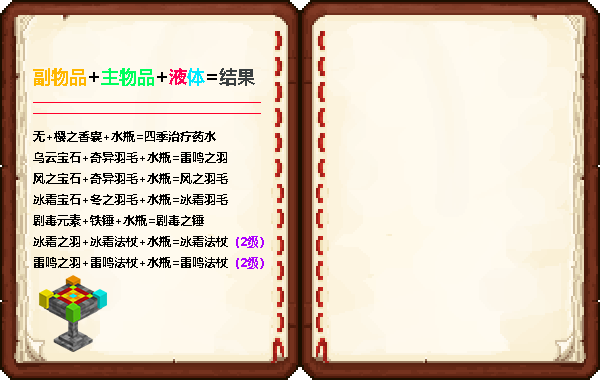 副物品+主物品+液体=结果
无+樱之香囊+水瓶=四季治疗药水
乌云宝石+奇异羽毛+水瓶=雷鸣之羽
风之宝石+奇异羽毛+水瓶=风之羽毛
冰霜宝石+冬之羽毛+水瓶=冰霜羽毛
剧毒元素+铁锤+水瓶=剧毒之锤
冰霜之羽+冰霜法杖+水瓶=冰霜法杖 (2级)
雷鸣之羽+雷鸣法杖+水瓶=雷鸣法杖 (2级)